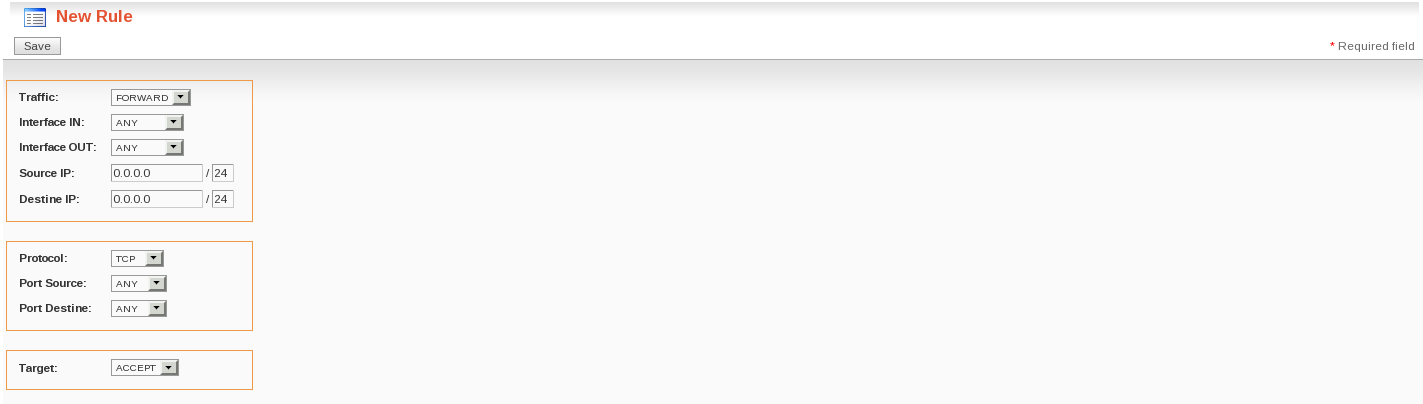 New Rule
Save
* Required field
Traffic: FORWARD
Interface IN: ANY
Interface OUT: ANY
Source IP: 0.0.0.0 / 24
Destine IP: 0.0.0.0 / 24
Protocol: TCP
Port Source: ANY
Port Destine: ANY
Target: ACCEPT